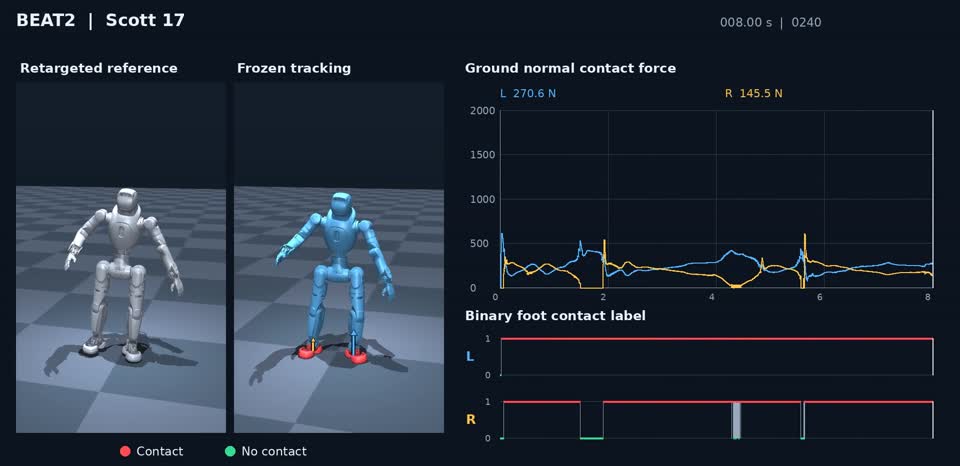 BEAT2 | Scott 17
008.00 s | 0240
Retargeted reference
Frozen tracking
Ground normal contact force
L 270.6 N
R 145.5 N
2000
1500
1000
500
0
0 2 4 6 8
Binary foot contact label
L
1
0
R
1
0
Contact
No contact